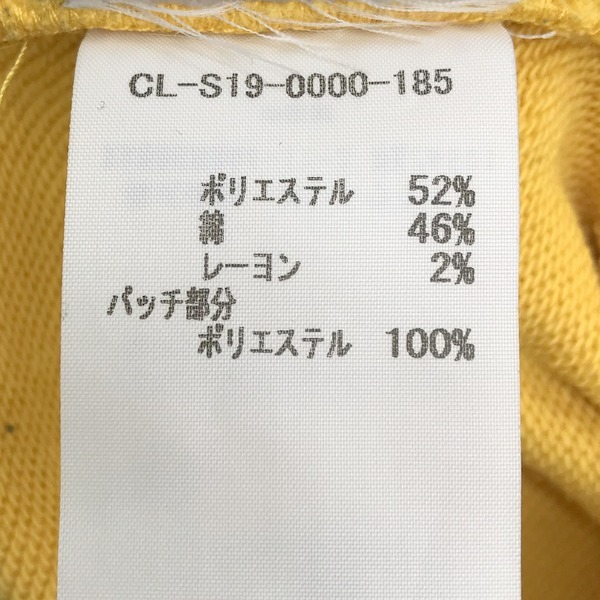 CL-S19-0000-185
ポリエステル 52%
綿 46%
レーヨン 2%
パッチ部分
ポリエステル 100%